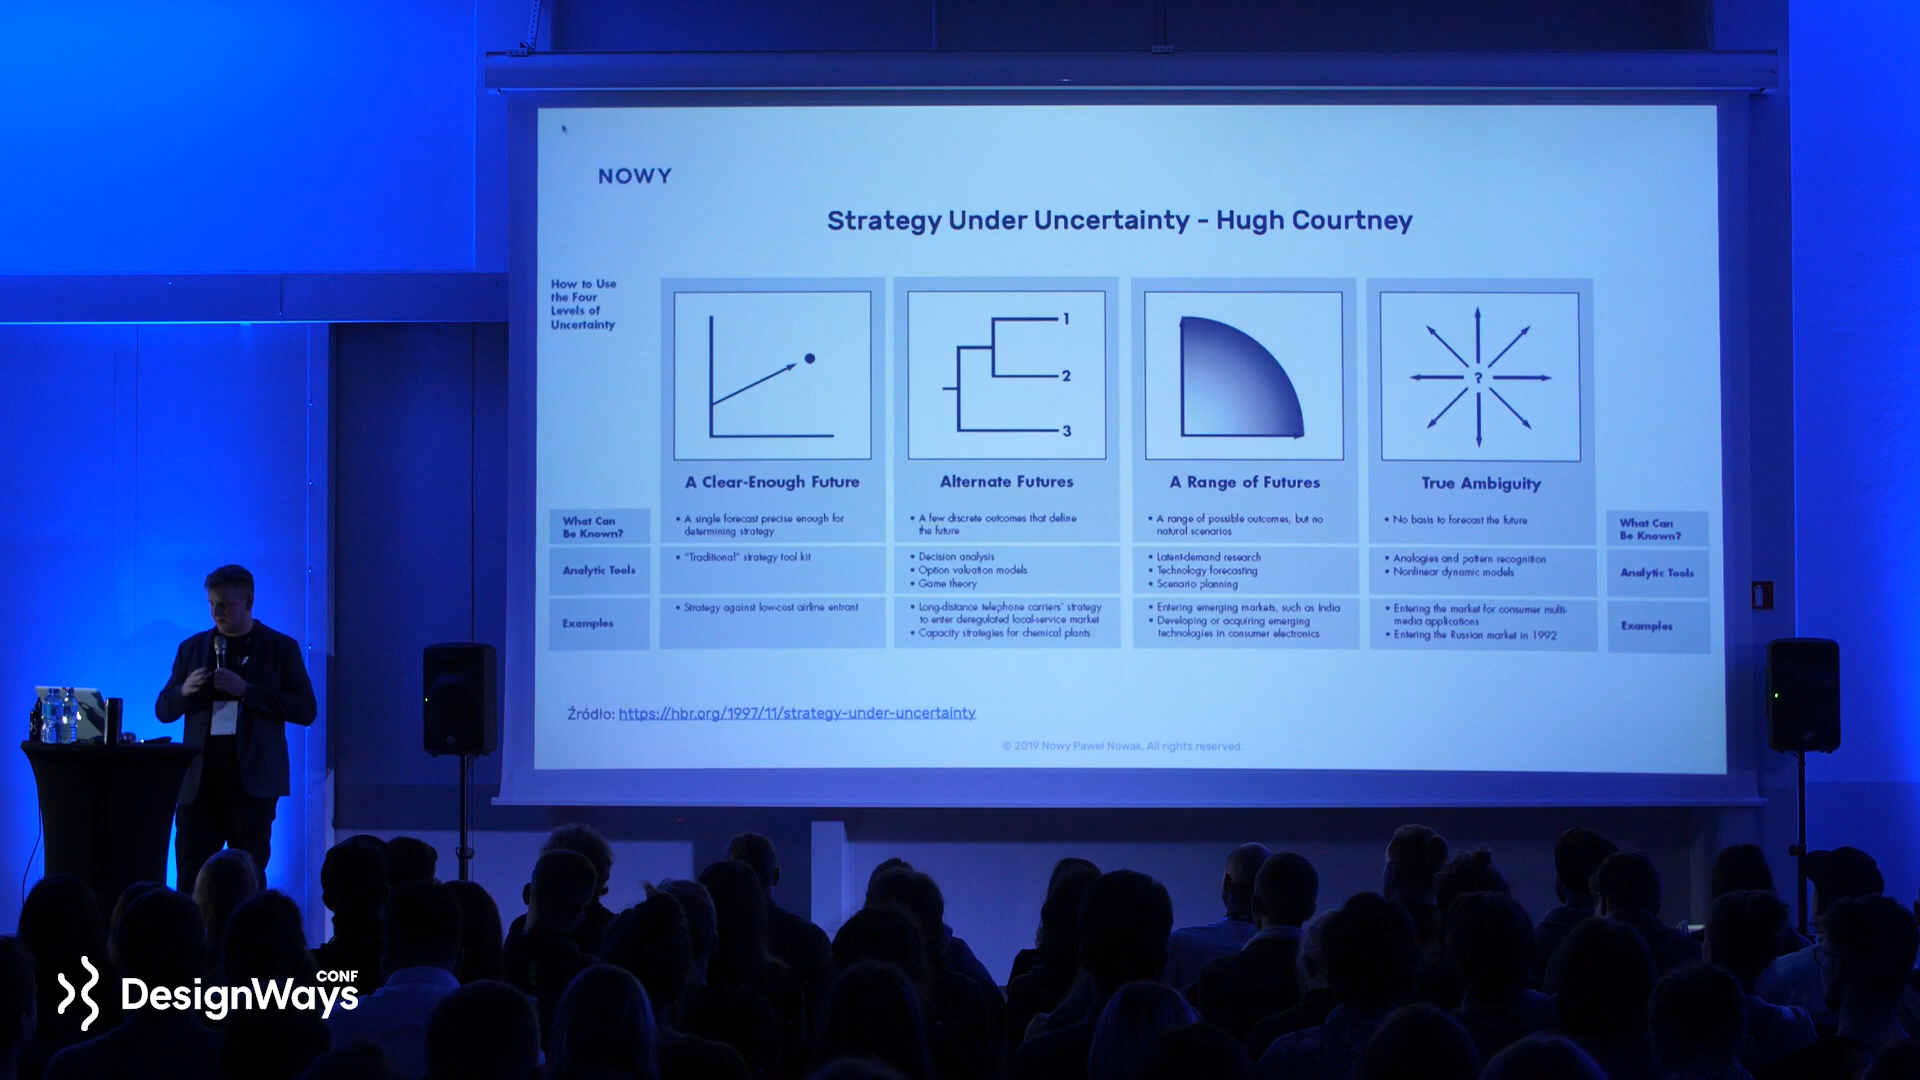 NOWY
Strategy Under Uncertainty - Hugh Courtney
How to Use
the Four
Levels of
Uncertainty
1
2
3
?
A Clear-Enough Future
Alternate Futures
A Range of Futures
True Ambiguity
What Can
Be Known?
• A single forecast precise enough for
determining strategy
• A few discrete outcomes that define
the future
• A range of possible outcomes, but no
natural scenarios
• No basis to forecast the future
What Can
Be Known?
Analytic Tools
• "Traditional" strategy tool kit
• Decision analysis
• Option valuation models
• Game theory
• Latent-demand research
• Technology forecasting
• Scenario planning
• Analogies and pattern recognition
• Nonlinear dynamic models
Analytic Tools
Examples
• Strategy against low-cost airline entrant
• Long-distance telephone carriers' strategy
to enter deregulated local-service market
• Capacity strategies for chemical plants
• Entering emerging markets, such as India
• Developing or acquiring emerging
technologies in consumer electronics
• Entering the market for consumer multi-
media applications
• Entering the Russian market in 1992
Examples
Źródło: https://hbr.org/1997/11/strategy-under-uncertainty
© 2019 Nowy Paweł Nowak. All rights reserved.
DesignWays CONF